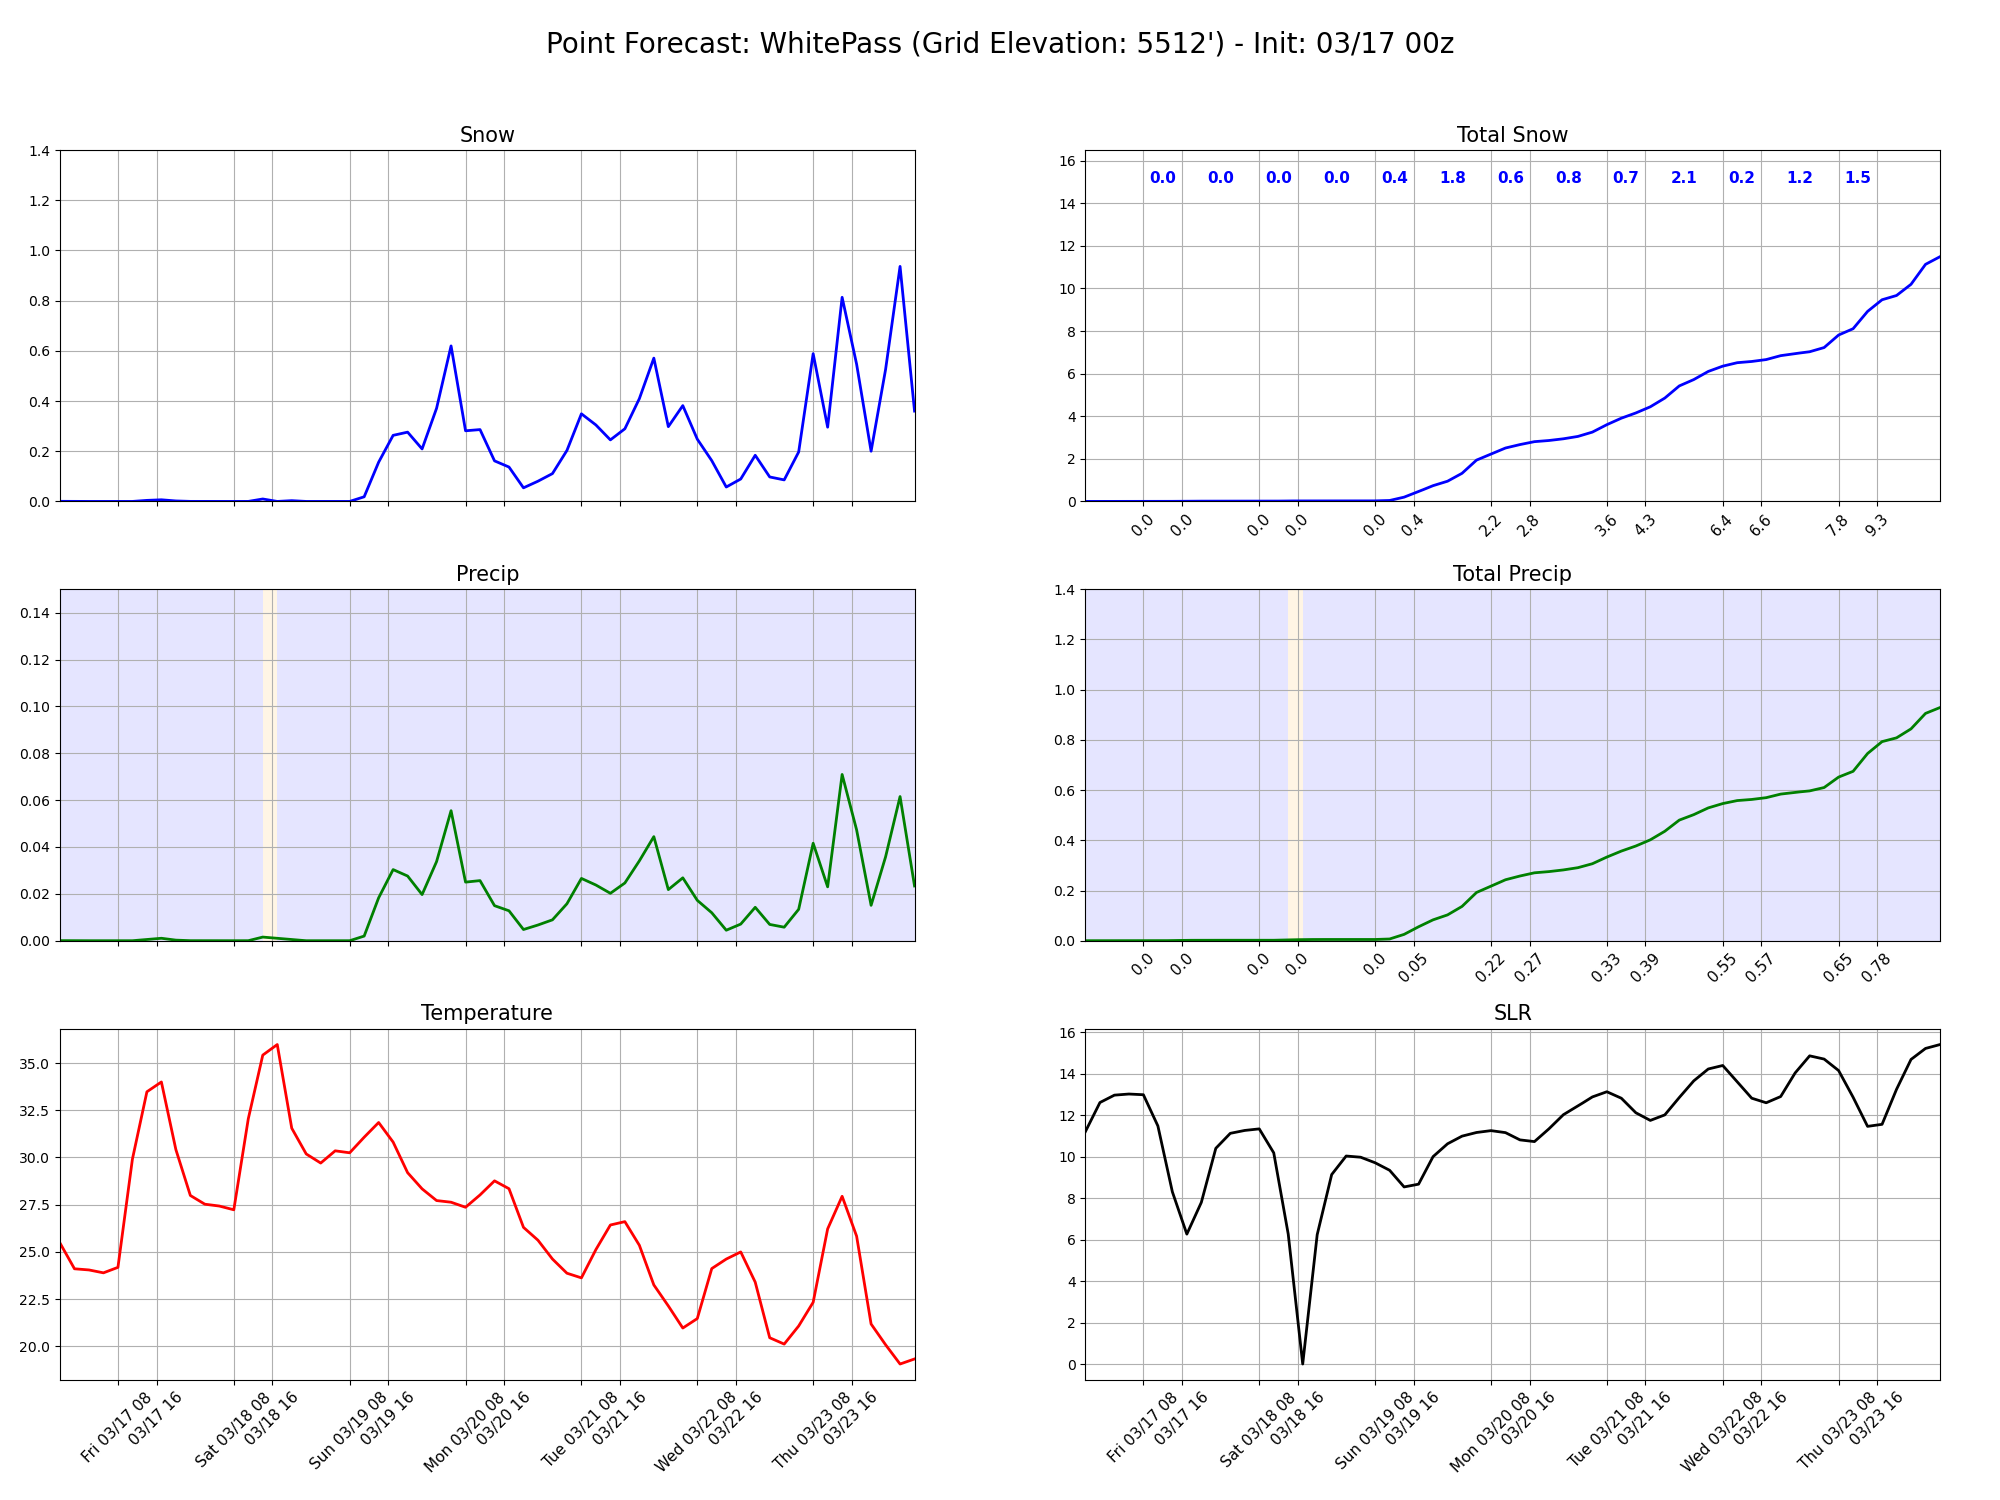 Point Forecast: WhitePass (Grid Elevation: 5512') - Init: 03/17 00z
Snow
1.4
1.2
1.0
0.8
0.6
0.4
0.2
0.0
Total Snow
16
14
12
10
8
6
4
2
0
0.0 0.0 0.0 0.0 0.4 1.8 0.6 0.8 0.7 2.1 0.2 1.2 1.5
0.0 0.0 0.0 0.0 0.0 0.4 2.2 2.8 3.6 4.3 6.4 6.6 7.8 9.3
Precip
0.14
0.12
0.10
0.08
0.06
0.04
0.02
0.00
Total Precip
1.4
1.2
1.0
0.8
0.6
0.4
0.2
0.0
0.0 0.0 0.0 0.0 0.0 0.05 0.22 0.27 0.33 0.39 0.55 0.57 0.65 0.78
Temperature
35.0
32.5
30.0
27.5
25.0
22.5
20.0
Fri 03/17 08
03/17 16
Sat 03/18 08
03/18 16
Sun 03/19 08
03/19 16
Mon 03/20 08
03/20 16
Tue 03/21 08
03/21 16
Wed 03/22 08
03/22 16
Thu 03/23 08
03/23 16
SLR
16
14
12
10
8
6
4
2
0
Fri 03/17 08
03/17 16
Sat 03/18 08
03/18 16
Sun 03/19 08
03/19 16
Mon 03/20 08
03/20 16
Tue 03/21 08
03/21 16
Wed 03/22 08
03/22 16
Thu 03/23 08
03/23 16